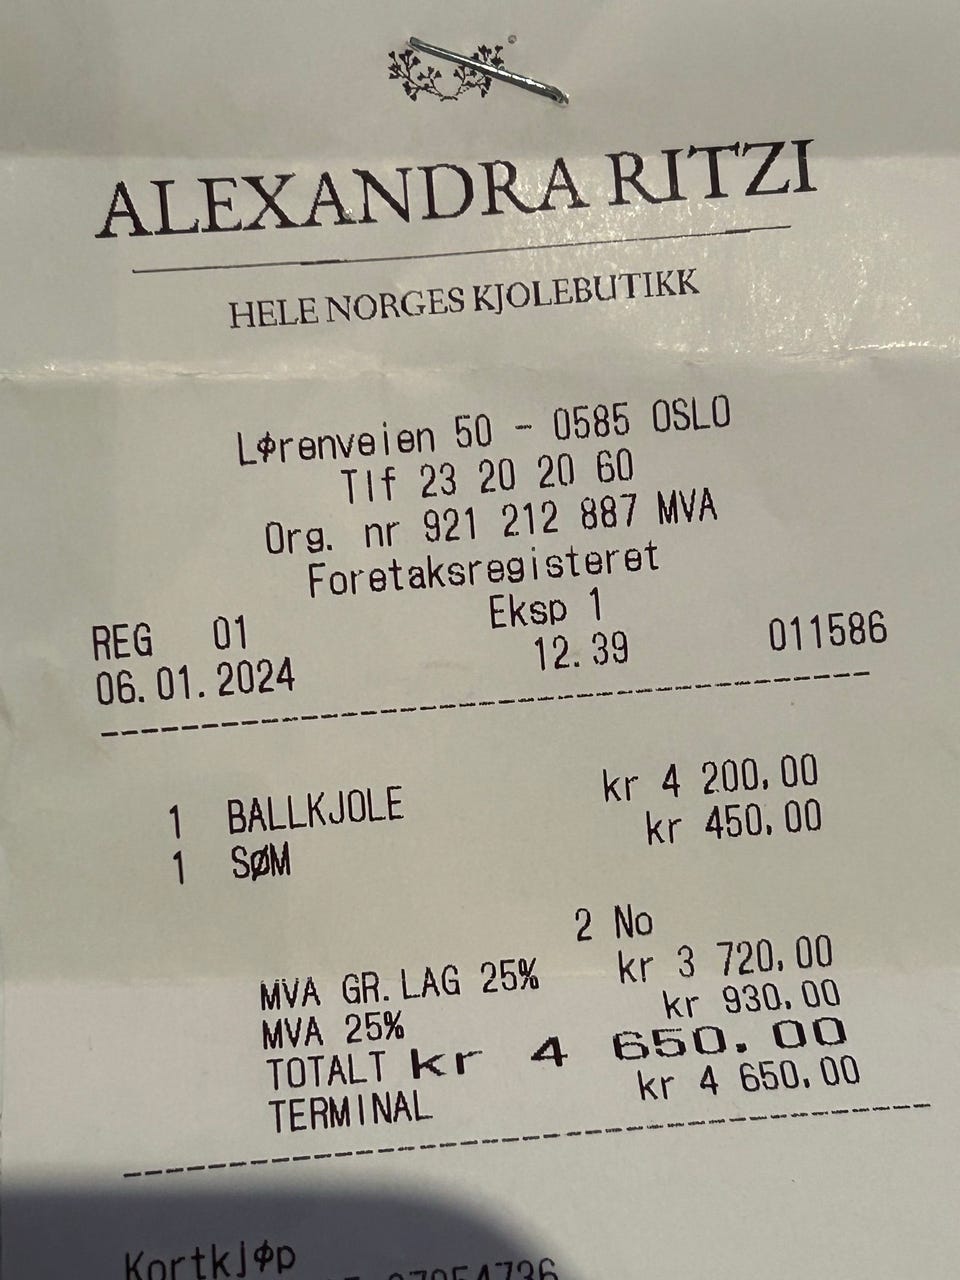 ALEXANDRA RITZI
HELE NORGES KJOLEBUTIKK
Lørenveien 50 - 0585 OSLO
Tlf 23 20 20 60
Org. nr 921 212 887 MVA
Foretaksregisteret
REG 01 Eksp 1
06.01.2024 12.39 011586
1 BALLKJOLE kr 4 200,00
1 SØM kr 450,00
2 No
MVA GR.LAG 25% kr 3 720,00
MVA 25% kr 930,00
TOTALT kr 4 650,00
TERMINAL kr 4 650,00
Kortkjøp